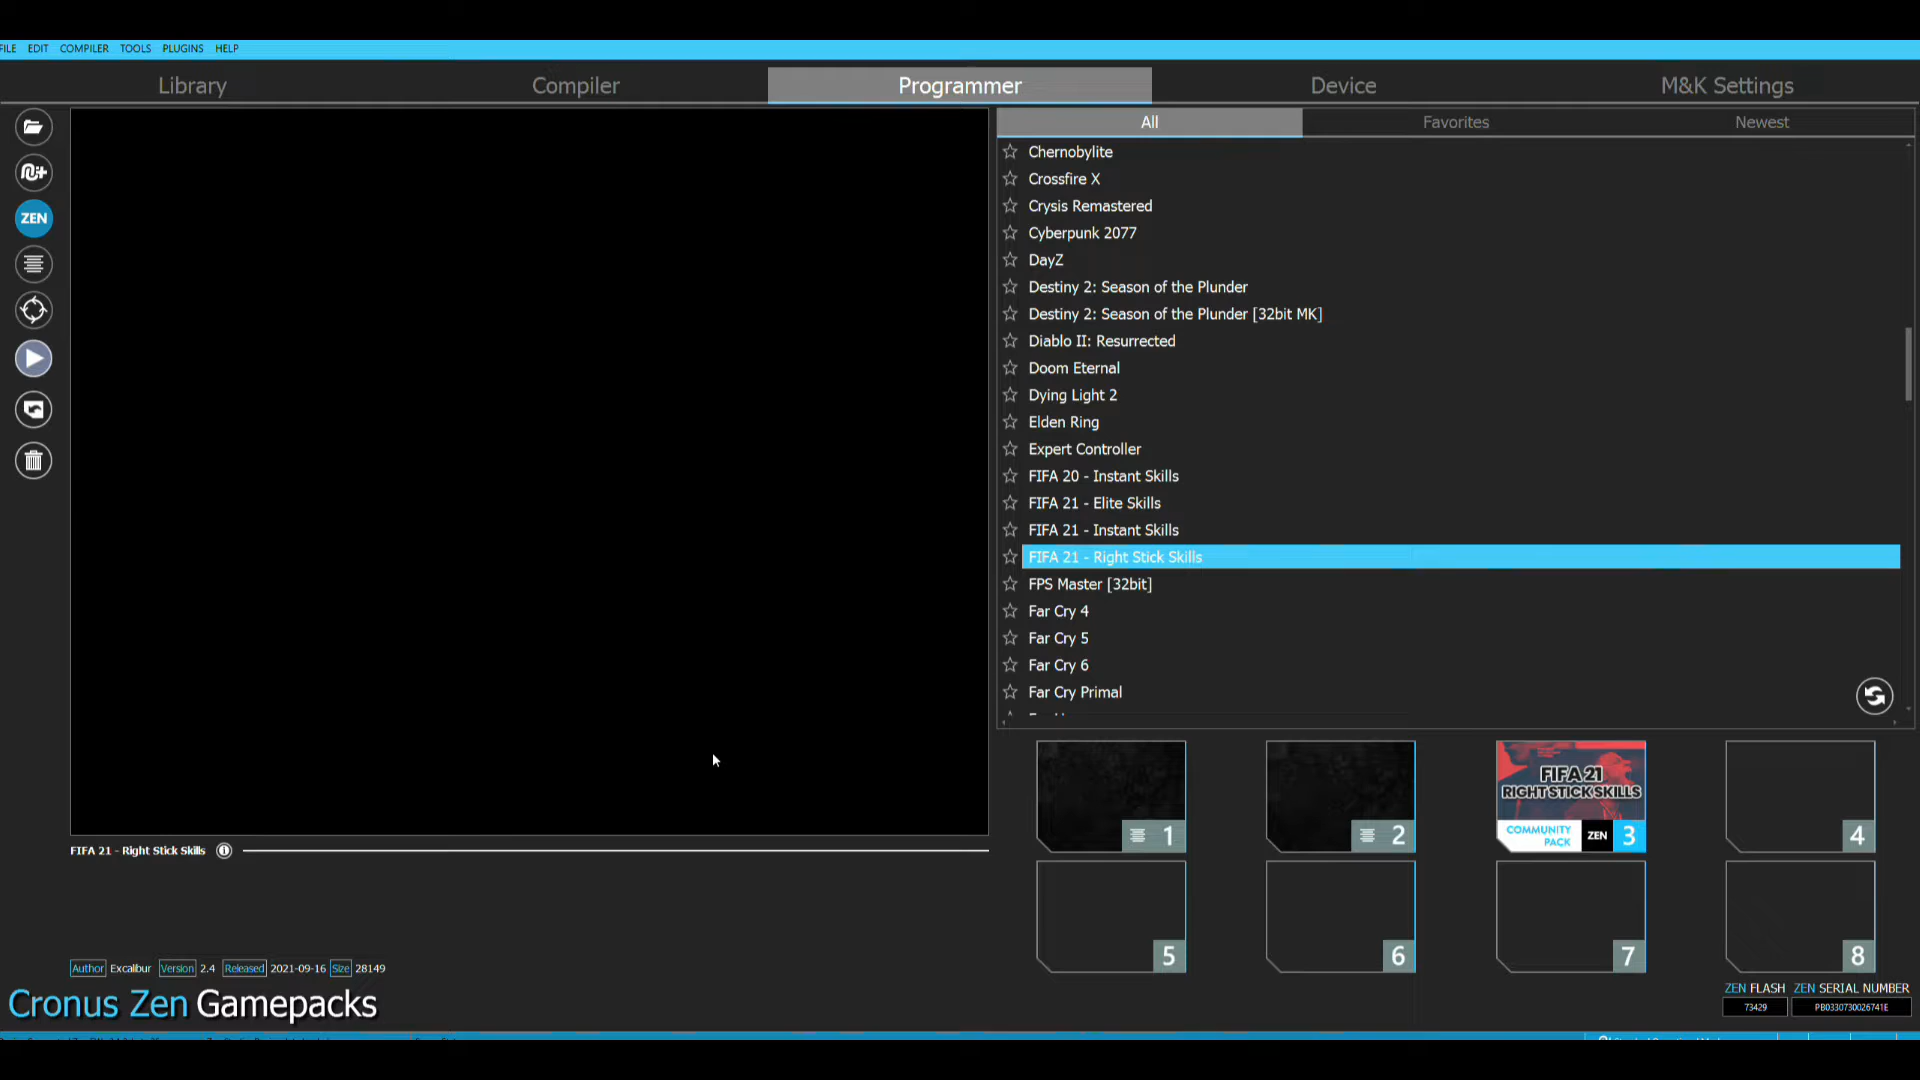 FILE EDIT COMPILER TOOLS PLUGINS HELP
Library Compiler Programmer Device M&K Settings
All Favorites Newest
ZEN
Chernobylite
Crossfire X
Crysis Remastered
Cyberpunk 2077
DayZ
Destiny 2: Season of the Plunder
Destiny 2: Season of the Plunder [32bit MK]
Diablo II: Resurrected
Doom Eternal
Dying Light 2
Elden Ring
Expert Controller
FIFA 20 - Instant Skills
FIFA 21 - Elite Skills
FIFA 21 - Instant Skills
FIFA 21 - Right Stick Skills
FPS Master [32bit]
Far Cry 4
Far Cry 5
Far Cry 6
Far Cry Primal
FIFA 21
RIGHT STICK SKILLS
COMMUNITY
PACK
ZEN
1 2 3 4
5 6 7 8
FIFA 21 - Right Stick Skills
Author Excalibur Version 2.4 Released 2021-09-16 Size 28149
Cronus Zen Gamepacks
ZEN FLASH ZEN SERIAL NUMBER
73429 PB0330730026741E